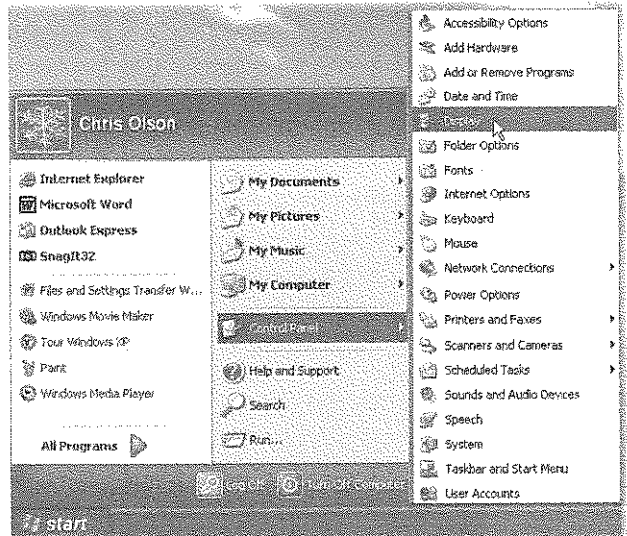 Chris Olson
Internet Explorer
Microsoft Word
Outlook Express
SnagIt32
Files and Settings Transfer W...
Windows Movie Maker
Tour Windows XP
Paint
Windows Media Player
All Programs
My Documents
My Pictures
My Music
My Computer
Control Panel
Help and Support
Search
Run...
Log Off
Turn Off Computer
start
Accessibility Options
Add Hardware
Add or Remove Programs
Date and Time
Folder Options
Fonts
Internet Options
Keyboard
Mouse
Network Connections
Power Options
Printers and Faxes
Scanners and Cameras
Scheduled Tasks
Sounds and Audio Devices
Speech
System
Taskbar and Start Menu
User Accounts